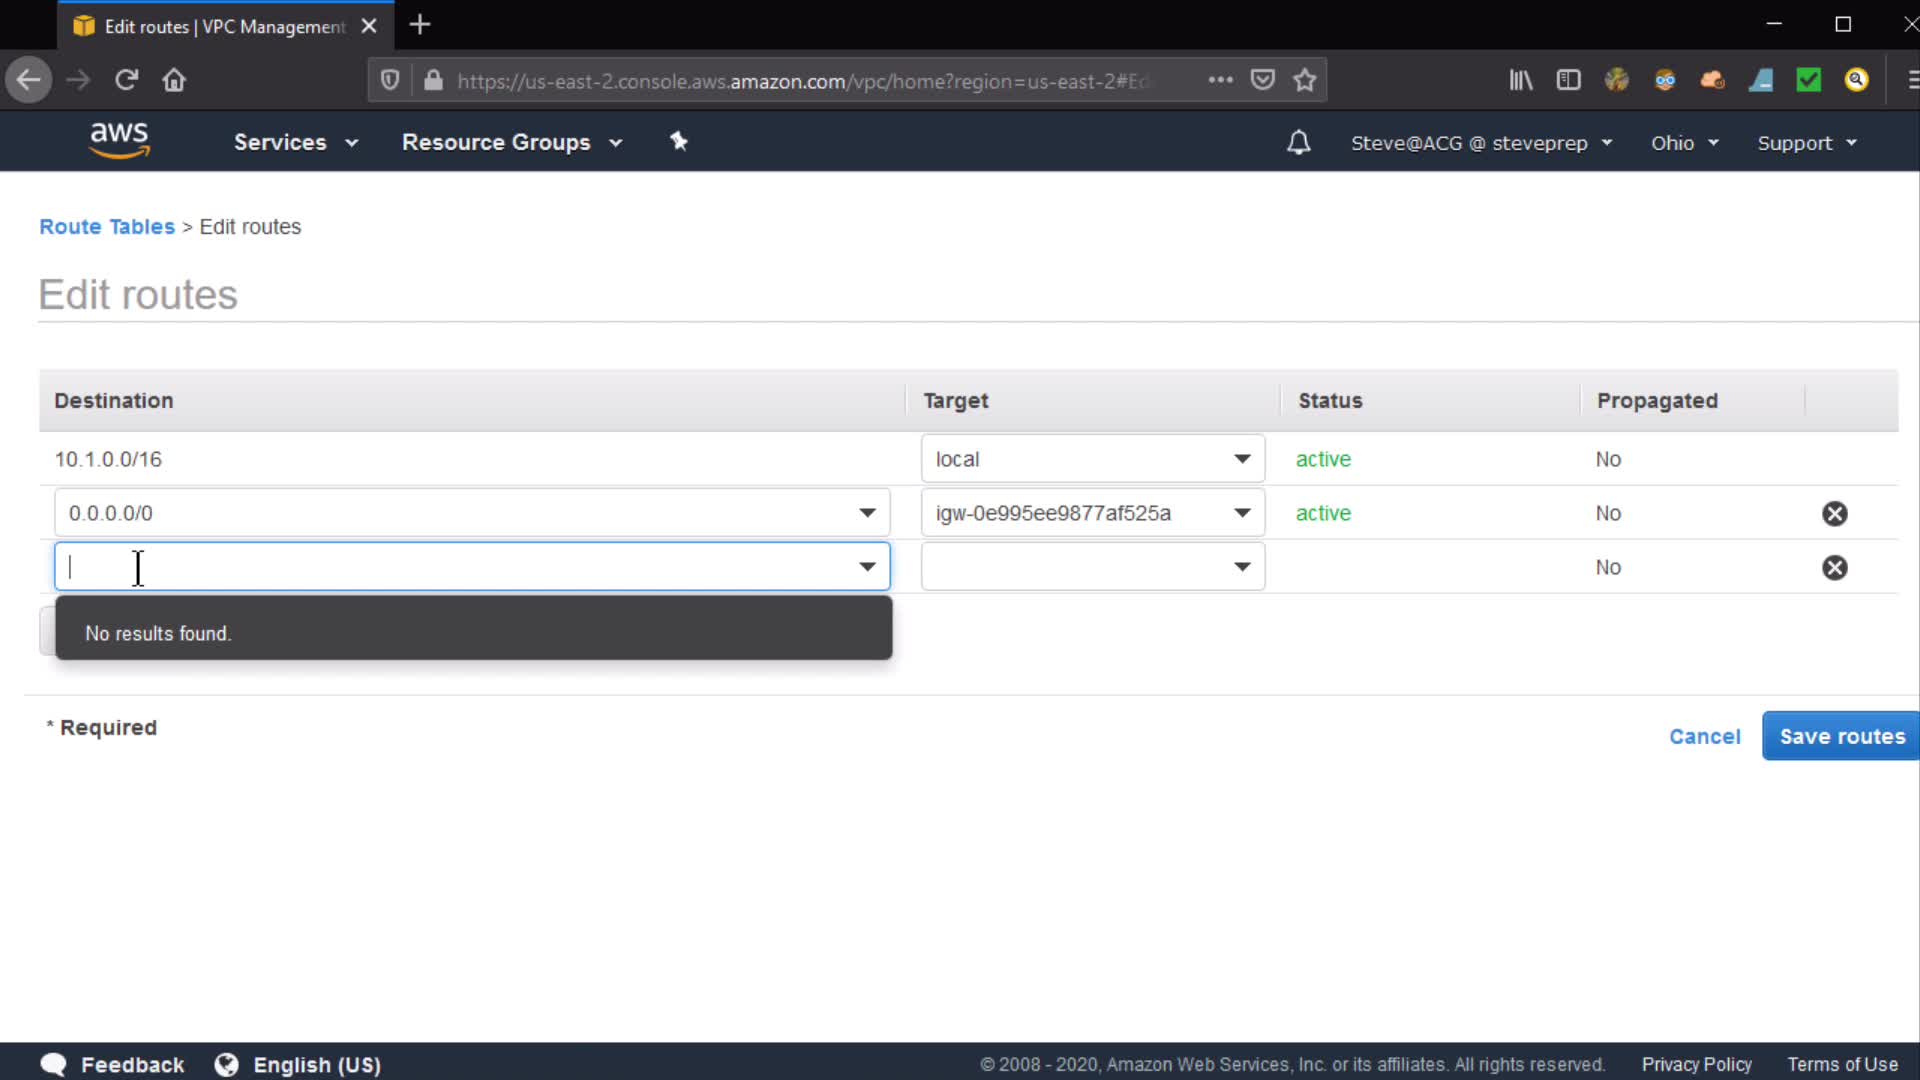 Edit routes | VPC Management
https://us-east-2.console.aws.amazon.com/vpc/home?region=us-east-2#Ed
aws
Services
Resource Groups
Steve@ACG @ steveprep
Ohio
Support
Route Tables > Edit routes
Edit routes
Destination
Target
Status
Propagated
10.1.0.0/16
local
active
No
0.0.0.0/0
igw-0e995ee9877af525a
active
No
No
No results found.
* Required
Cancel
Save routes
Feedback
English (US)
© 2008 - 2020, Amazon Web Services, Inc. or its affiliates. All rights reserved.
Privacy Policy
Terms of Use